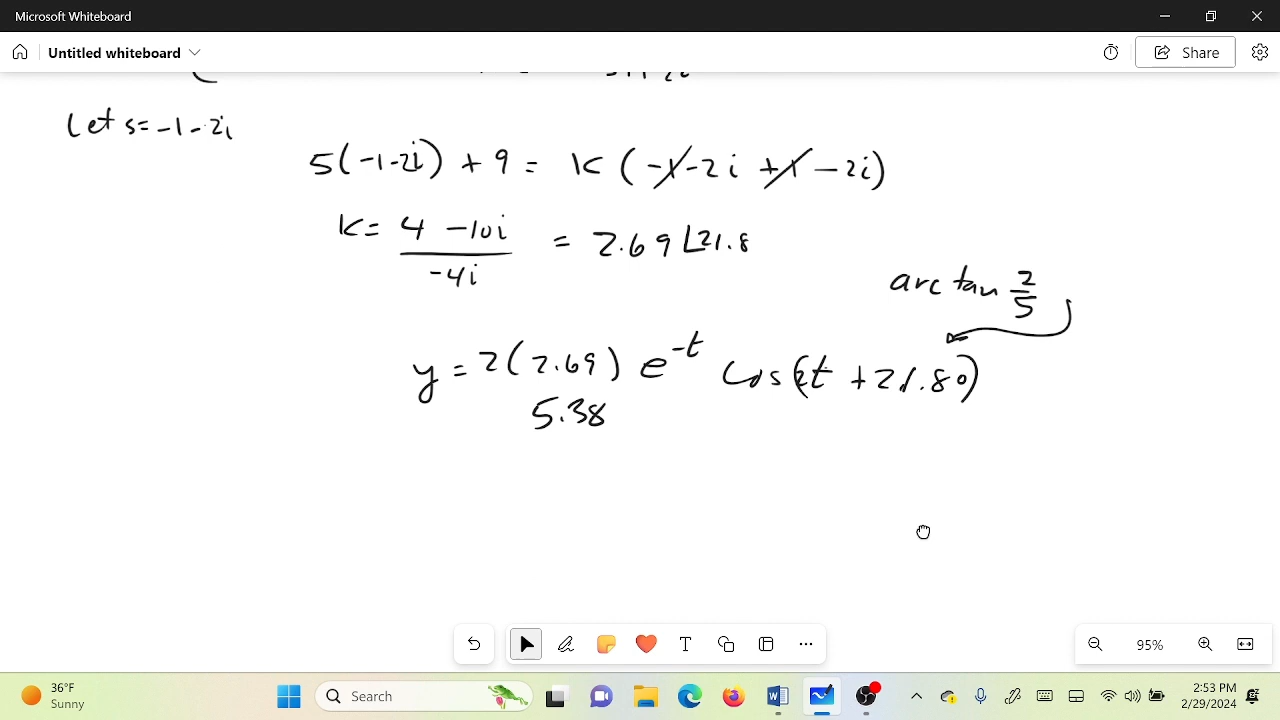 Microsoft Whiteboard
Untitled whiteboard
Share
Let s = -1 - 2i
5(-1-2i) + 9 = K (-1-2i +1 - 2i)
K = 4 - 10i / -4i = 2.69 ∠21.8
arc tan 2/5
y = 2(2.69) e^-t cos(2t + 21.80)
5.38
95%
36°F
Sunny
Search
2:53 PM
2/29/2024